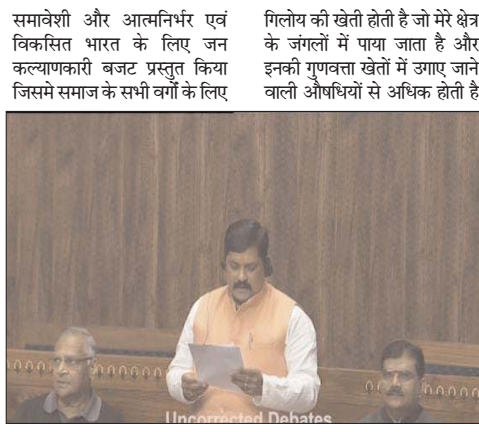 समावेशी और आत्मनिर्भर एवं
विकसित भारत के लिए जन
कल्याणकारी बजट प्रस्तुत किया
जिसमे समाज के सभी वर्गों के लिए
गिलोय की खेती होती है जो मेरे क्षेत्र
के जंगलों में पाया जाता है और
इनकी गुणवत्ता खेतों में उगाए जाने
वाली औषधियों से अधिक होती है
Uncorrected Debates